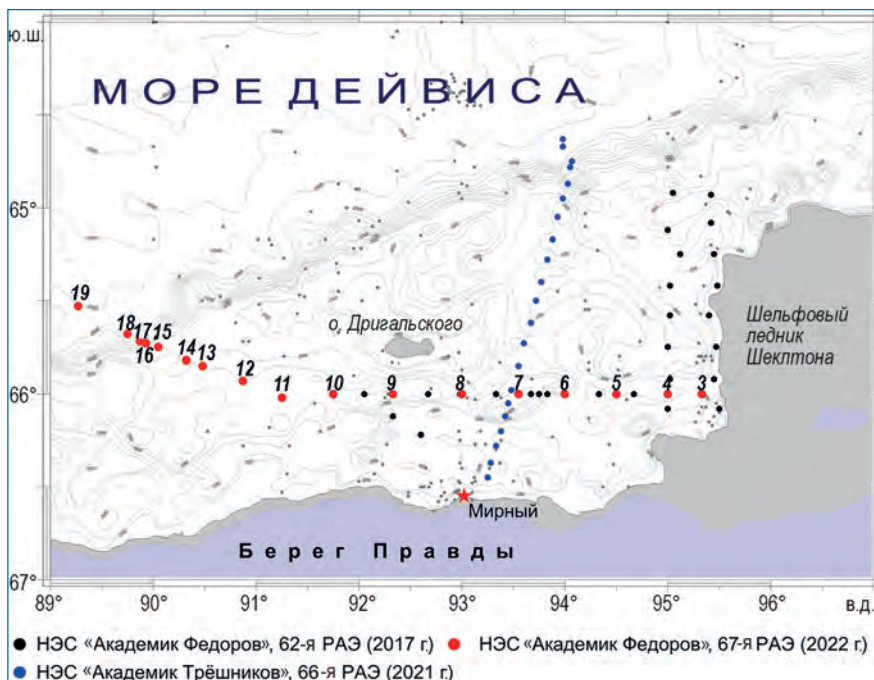 ю.ш.
МОРЕ ДЕЙВИСА
65°
19
18 17 15
16
14 13
о, Дригальского
Шельфовый
ледник
Шеклтона
12
11 10 9 8 7 6 5 4 3
66°
Мирный
Берег Правды
67°
89° 90° 91° 92° 93° 94° 95° 96° в.д.
НЭС «Академик Федоров», 62-я РАЭ (2017 г.) НЭС «Академик Федоров», 67-я РАЭ (2022 г.)
НЭС «Академик Трёшников», 66-я РАЭ (2021 г.)